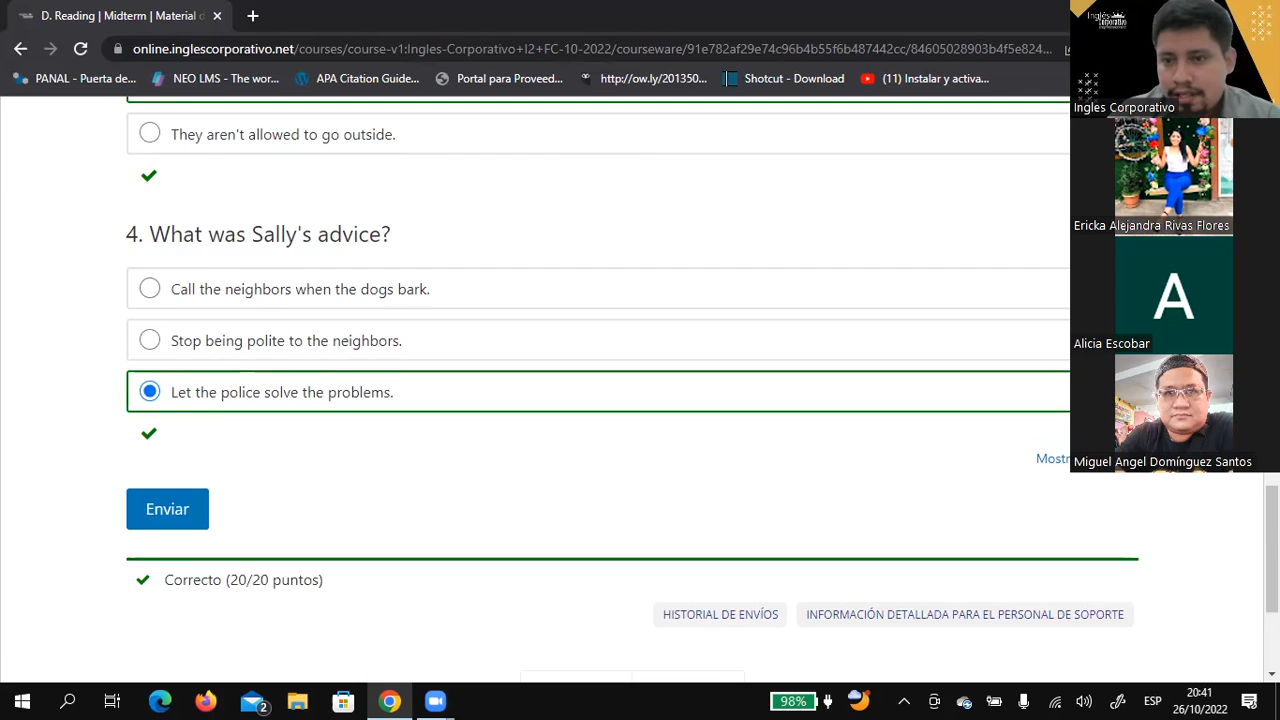 D. Reading | Midterm | Material d
online.inglescorporativo.net/courses/course-v1:Ingles-Corporativo+I2+FC-10-2022/courseware/91e782af29e74c96b4b55f6b487442cc/84605028903b4f5e824...
PANAL - Puerta de...
NEO LMS - The wor...
APA Citation Guide...
Portal para Proveed...
http://ow.ly/201350...
Shotcut - Download
(11) Instalar y activa...
Inglés
Corporativo
Ingles Corporativo
They aren't allowed to go outside.
Ericka Alejandra Rivas Flores
4. What was Sally's advice?
Call the neighbors when the dogs bark.
A
Stop being polite to the neighbors.
Alicia Escobar
Let the police solve the problems.
Mostr
Miguel Angel Domínguez Santos
Enviar
Correcto (20/20 puntos)
HISTORIAL DE ENVÍOS
INFORMACIÓN DETALLADA PARA EL PERSONAL DE SOPORTE
2
98%
ESP
20:41
26/10/2022